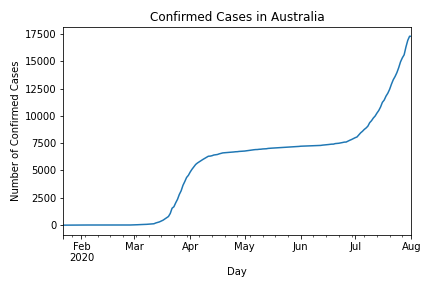 Confirmed Cases in Australia
Number of Confirmed Cases
17500
15000
12500
10000
7500
5000
2500
0
Feb
2020
Mar
Apr
May
Jun
Jul
Aug
Day